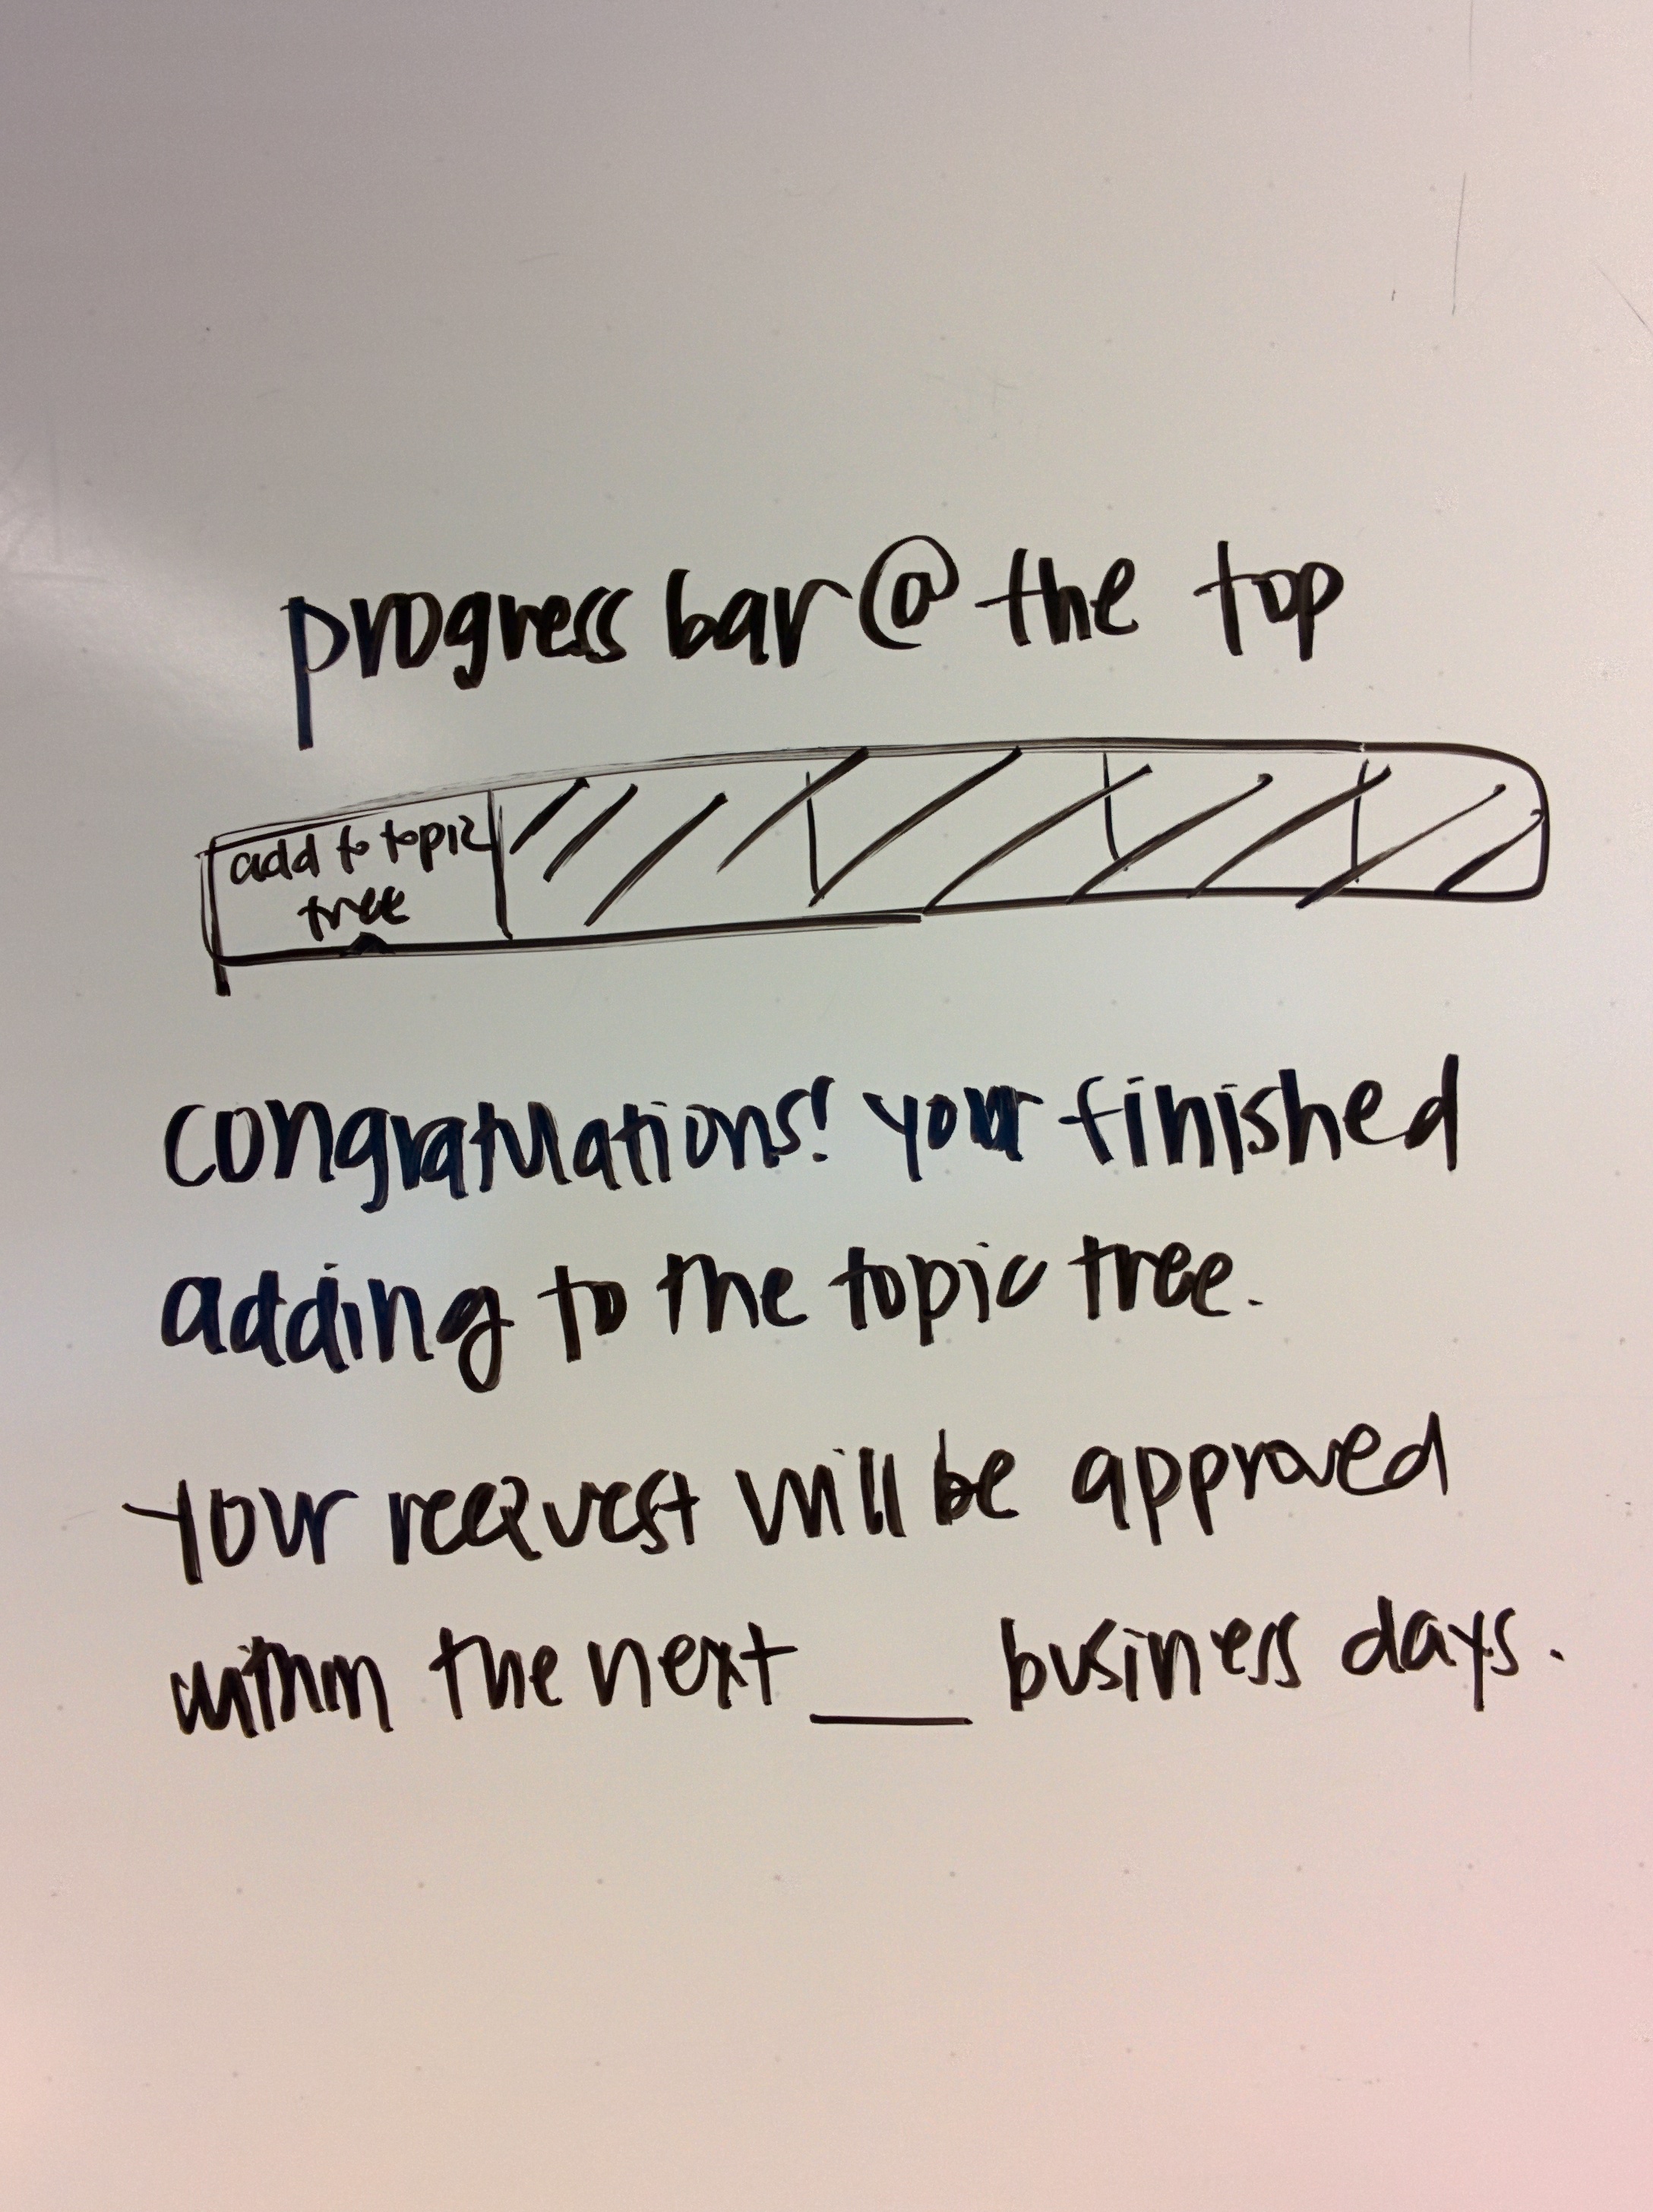 progress bar @ the top
add to topic
tree
congratulations! your finished
adding to the topic tree.
Your request will be approved
within the next ___ business days.